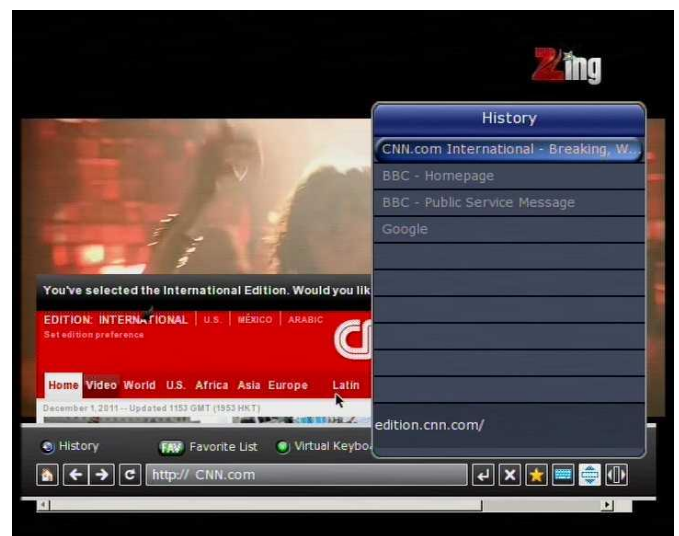 Zing
History
CNN.com International - Breaking, W...
BBC - Homepage
BBC - Public Service Message
Google
You've selected the International Edition. Would you lik
EDITION: INTERNATIONAL | U.S. | MÉXICO | ARABIC
Set edition preference
Home Video World U.S. Africa Asia Europe Latin
December 1, 2011 -- Updated 1153 GMT (1953 HKT)
edition.cnn.com/
History FAV Favorite List Virtual Keyboa
http:// CNN.com